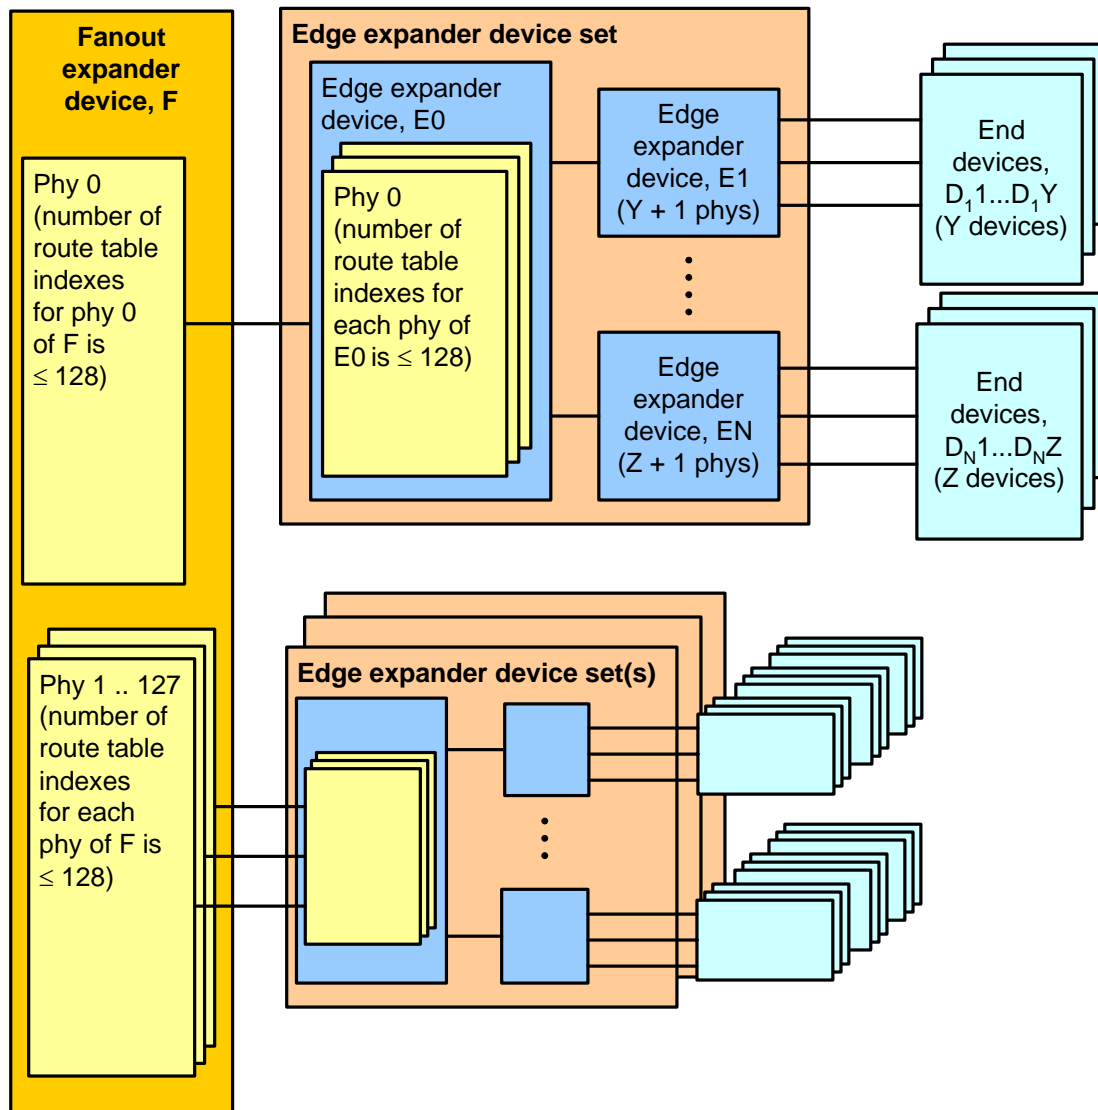 Fanout
expander
device, F
Phy 0
(number of
route table
indexes
for phy 0
of F is
≤ 128)
Phy 1 .. 127
(number of
route table
indexes
for each
phy of F is
≤ 128)
Edge expander device set
Edge expander
device, E0
Phy 0
(number of
route table
indexes for
each phy of
E0 is ≤ 128)
Edge
expander
device, E1
(Y + 1 phys)
Edge
expander
device, EN
(Z + 1 phys)
End
devices,
D₁1...D₁Y
(Y devices)
End
devices,
D_N1...D_NZ
(Z devices)
Edge expander device set(s)